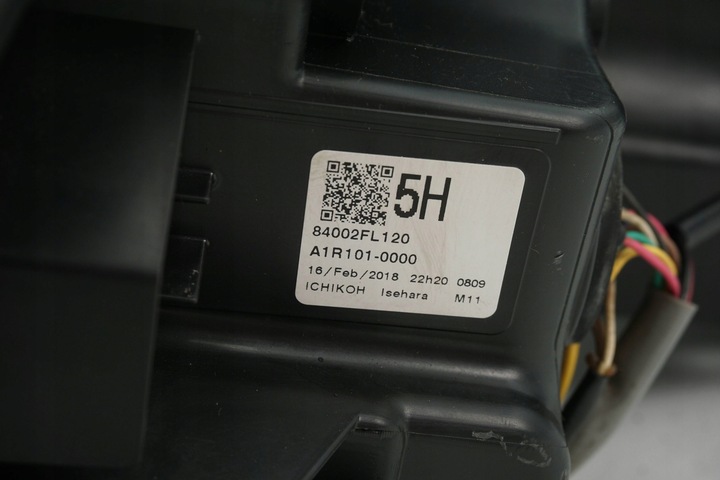 5H
84002FL120
A1R101-0000
16/Feb/2018 22h20 0809
ICHIKOH Isehara M11